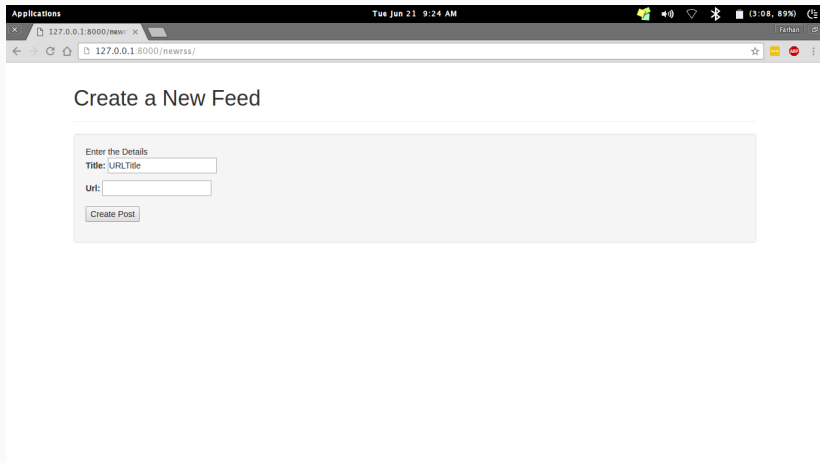 Applications
Tue Jun 21 9:24 AM
(3:08, 89%)
127.0.0.1:8000/newr
Farhan
127.0.0.1:8000/newrss/
ABP
Create a New Feed
Enter the Details
Title: URLTitle
Url:
Create Post